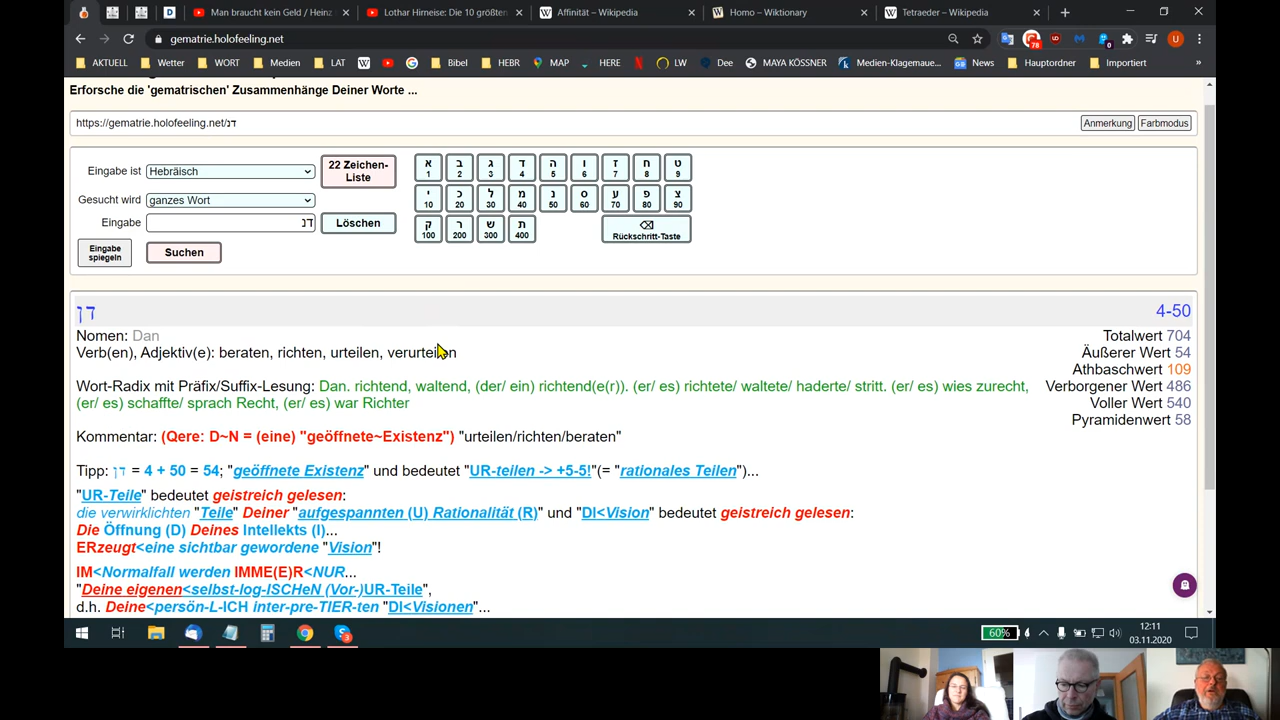 Man braucht kein Geld / Heinz
Lothar Hirneise: Die 10 größten
Affinität – Wikipedia
Homo – Wiktionary
Tetraeder – Wikipedia
gematrie.holofeeling.net
78
0
U
AKTUELL
Wetter
WORT
Medien
LAT
Bibel
HEBR
MAP
HERE
LW
Dee
MAYA KÖSSNER
Medien-Klagemaue...
News
Hauptordner
Importiert
»
Erforsche die 'gematrischen' Zusammenhänge Deiner Worte ...
https://gematrie.holofeeling.net/דנ
Anmerkung
Farbmodus
Eingabe ist
Hebräisch
22 Zeichen-
Liste
Gesucht wird
ganzes Wort
Eingabe
דנ
Löschen
Eingabe
spiegeln
Suchen
א ב ג ד ה ו ז ח ט
1 2 3 4 5 6 7 8 9
י כ ל מ נ ס ע פ צ
10 20 30 40 50 60 70 80 90
ק ר ש ת
100 200 300 400
Rückschritt-Taste
דן
4-50
Nomen: Dan
Totalwert 704
Verb(en), Adjektiv(e): beraten, richten, urteilen, verurteilen
Äußerer Wert 54
Athbaschwert 109
Wort-Radix mit Präfix/Suffix-Lesung: Dan. richtend, waltend, (der/ ein) richtend(e(r)). (er/ es) richtete/ waltete/ haderte/ stritt. (er/ es) wies zurecht,
Verborgener Wert 486
(er/ es) schaffte/ sprach Recht, (er/ es) war Richter
Voller Wert 540
Pyramidenwert 58
Kommentar: (Qere: D~N = (eine) "geöffnete~Existenz") "urteilen/richten/beraten"
Tipp: דן = 4 + 50 = 54; "geöffnete Existenz" und bedeutet "UR-teilen -> +5-5!"(= "rationales Teilen")...
"UR-Teile" bedeutet geistreich gelesen:
die verwirklichten "Teile" Deiner "aufgespannten (U) Rationalität (R)" und "DI<Vision" bedeutet geistreich gelesen:
Die Öffnung (D) Deines Intellekts (I)...
ERzeugt<eine sichtbar gewordene "Vision"!
IM<Normalfall werden IMME(E)R<NUR...
"Deine eigenen<selbst-log-ISCHeN (Vor-)UR-Teile",
d.h. Deine<persön-L-ICH inter-pre-TIER-ten "DI<Visionen"...
60%
12:11
03.11.2020